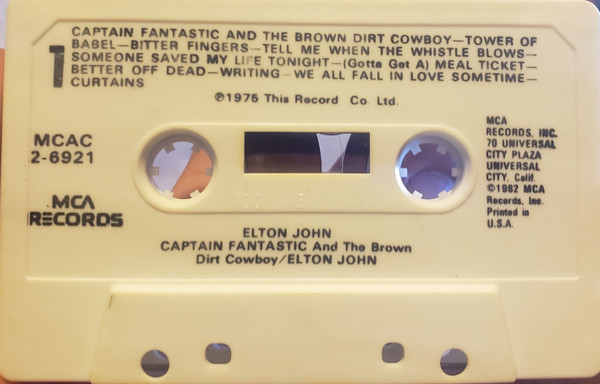 1
CAPTAIN FANTASTIC AND THE BROWN DIRT COWBOY—TOWER OF
BABEL—BITTER FINGERS—TELL ME WHEN THE WHISTLE BLOWS—
SOMEONE SAVED MY LIFE TONIGHT—(Gotta Get A) MEAL TICKET—
BETTER OFF DEAD—WRITING—WE ALL FALL IN LOVE SOMETIME—
CURTAINS
℗1975 This Record Co. Ltd.
MCAC
2-6921
MCA
RECORDS
MCA
RECORDS, INC.
70 UNIVERSAL
CITY PLAZA
UNIVERSAL
CITY, Calif.
©1982 MCA
Records, Inc.
Printed in
U.S.A.
ELTON JOHN
CAPTAIN FANTASTIC And The Brown
Dirt Cowboy/ELTON JOHN